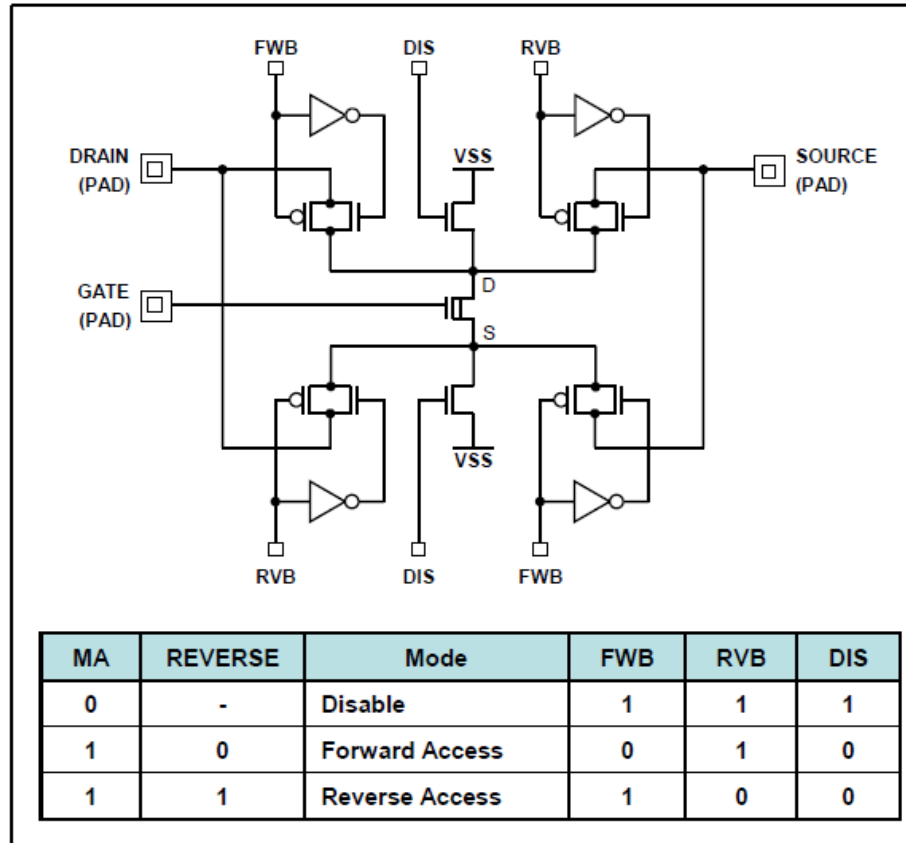 FWB DIS RVB
DRAIN VSS SOURCE
(PAD) (PAD)
D
GATE
(PAD)
S
VSS
RVB DIS FWB
MA REVERSE Mode FWB RVB DIS
0 - Disable 1 1 1
1 0 Forward Access 0 1 0
1 1 Reverse Access 1 0 0